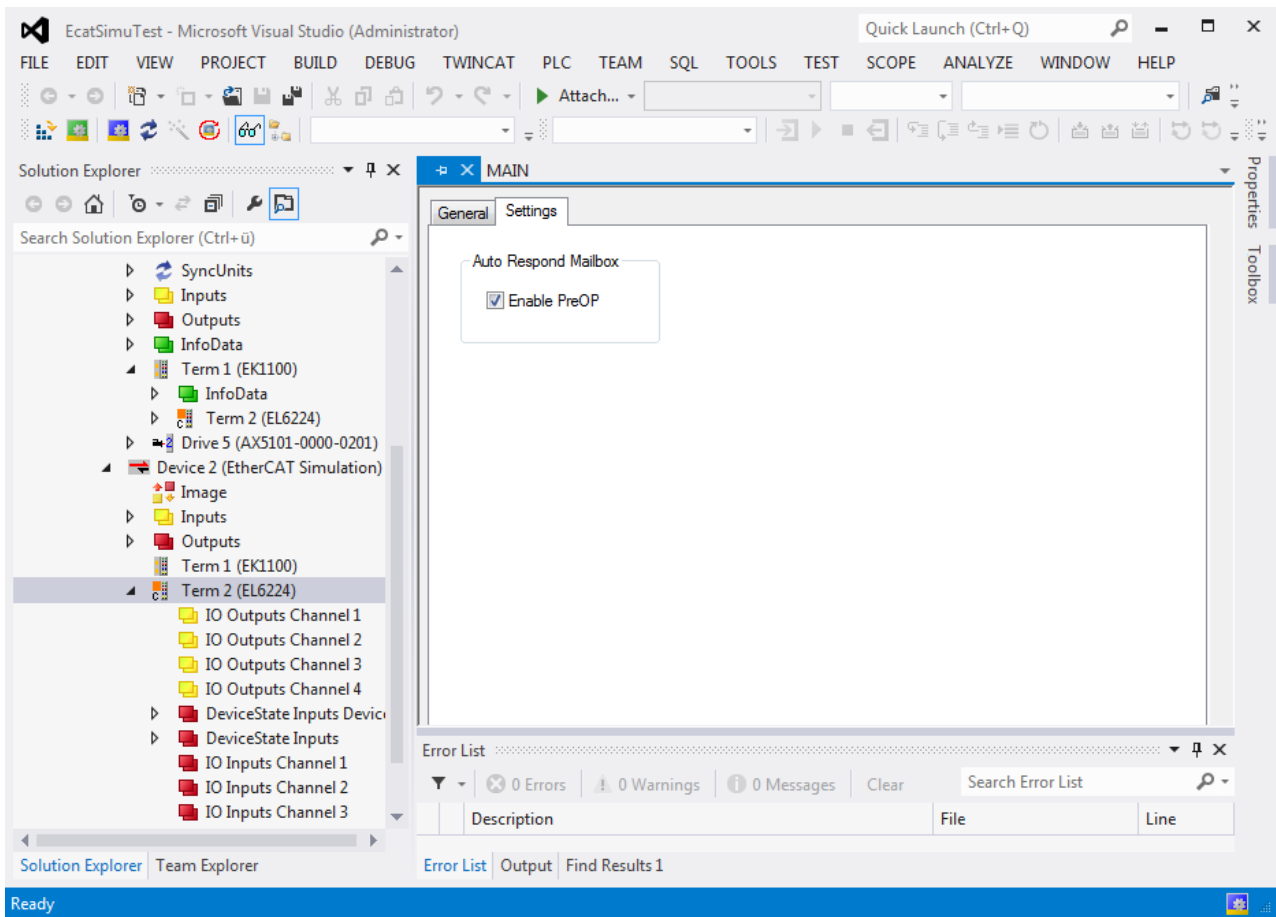 EcatSimuTest - Microsoft Visual Studio (Administrator)
Quick Launch (Ctrl+Q)
FILE EDIT VIEW PROJECT BUILD DEBUG TWINCAT PLC TEAM SQL TOOLS TEST SCOPE ANALYZE WINDOW HELP
Attach...
Solution Explorer
Search Solution Explorer (Ctrl+ü)
SyncUnits
Inputs
Outputs
InfoData
Term 1 (EK1100)
InfoData
Term 2 (EL6224)
Drive 5 (AX5101-0000-0201)
Device 2 (EtherCAT Simulation)
Image
Inputs
Outputs
Term 1 (EK1100)
Term 2 (EL6224)
IO Outputs Channel 1
IO Outputs Channel 2
IO Outputs Channel 3
IO Outputs Channel 4
DeviceState Inputs Device
DeviceState Inputs
IO Inputs Channel 1
IO Inputs Channel 2
IO Inputs Channel 3
Solution Explorer Team Explorer
MAIN
General Settings
Auto Respond Mailbox
Enable PreOP
Properties
Toolbox
Error List
0 Errors 0 Warnings 0 Messages Clear Search Error List
Description File Line
Error List Output Find Results 1
Ready